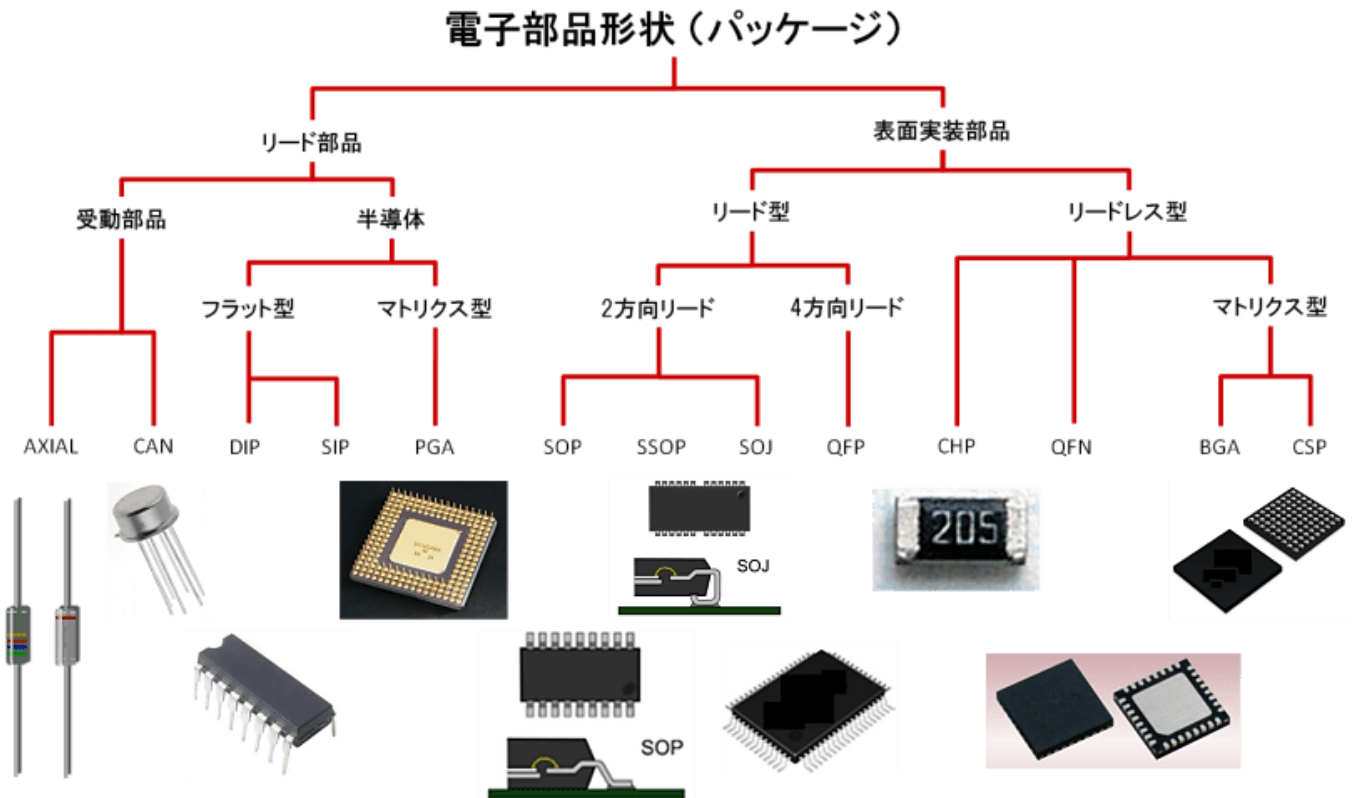 電子部品形状（パッケージ）
リード部品
表面実装部品
受動部品
半導体
リード型
リードレス型
フラット型
マトリクス型
2方向リード
4方向リード
マトリクス型
AXIAL
CAN
DIP
SIP
PGA
SOP
SSOP
SOJ
QFP
CHP
QFN
BGA
CSP
205
SOJ
SOP